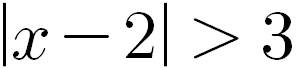 |x − 2| > 3